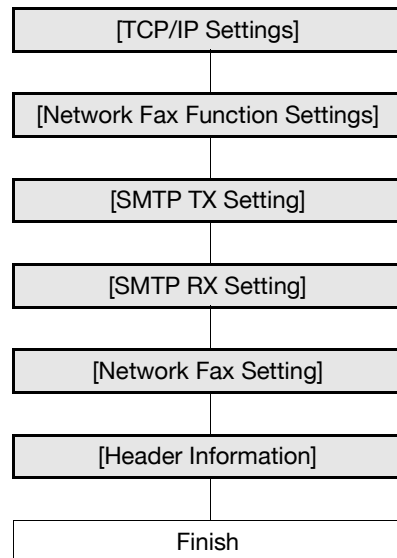 [TCP/IP Settings]
[Network Fax Function Settings]
[SMTP TX Setting]
[SMTP RX Setting]
[Network Fax Setting]
[Header Information]
Finish